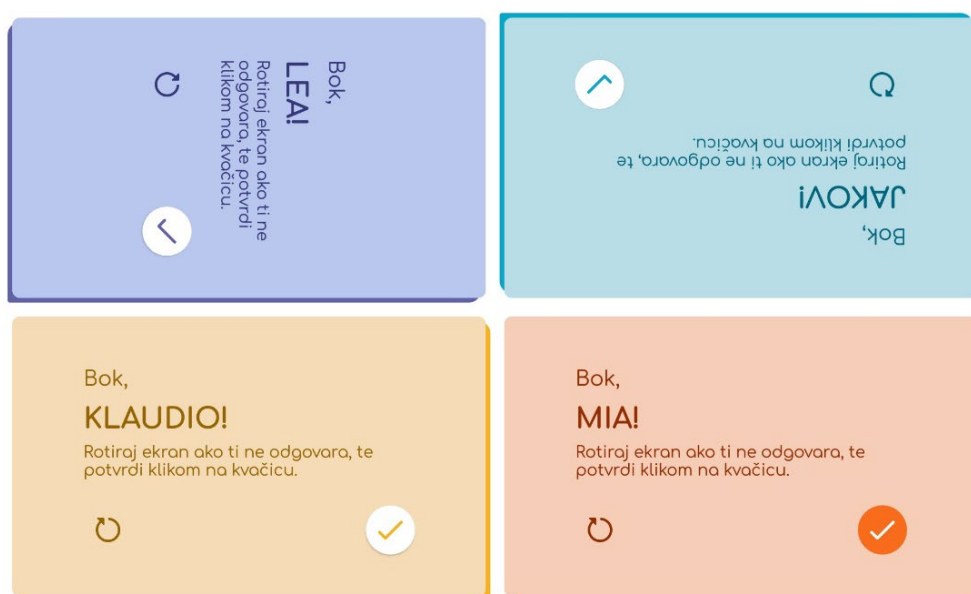 Bok,
LEA!
Rotiraj ekran ako ti ne
odgovara, te potvrdi
klikom na kvačicu.
Bok,
JAKOV!
Rotiraj ekran ako ti ne odgovara, te
potvrdi klikom na kvačicu.
Bok,
KLAUDIO!
Rotiraj ekran ako ti ne odgovara, te
potvrdi klikom na kvačicu.
Bok,
MIA!
Rotiraj ekran ako ti ne odgovara, te
potvrdi klikom na kvačicu.